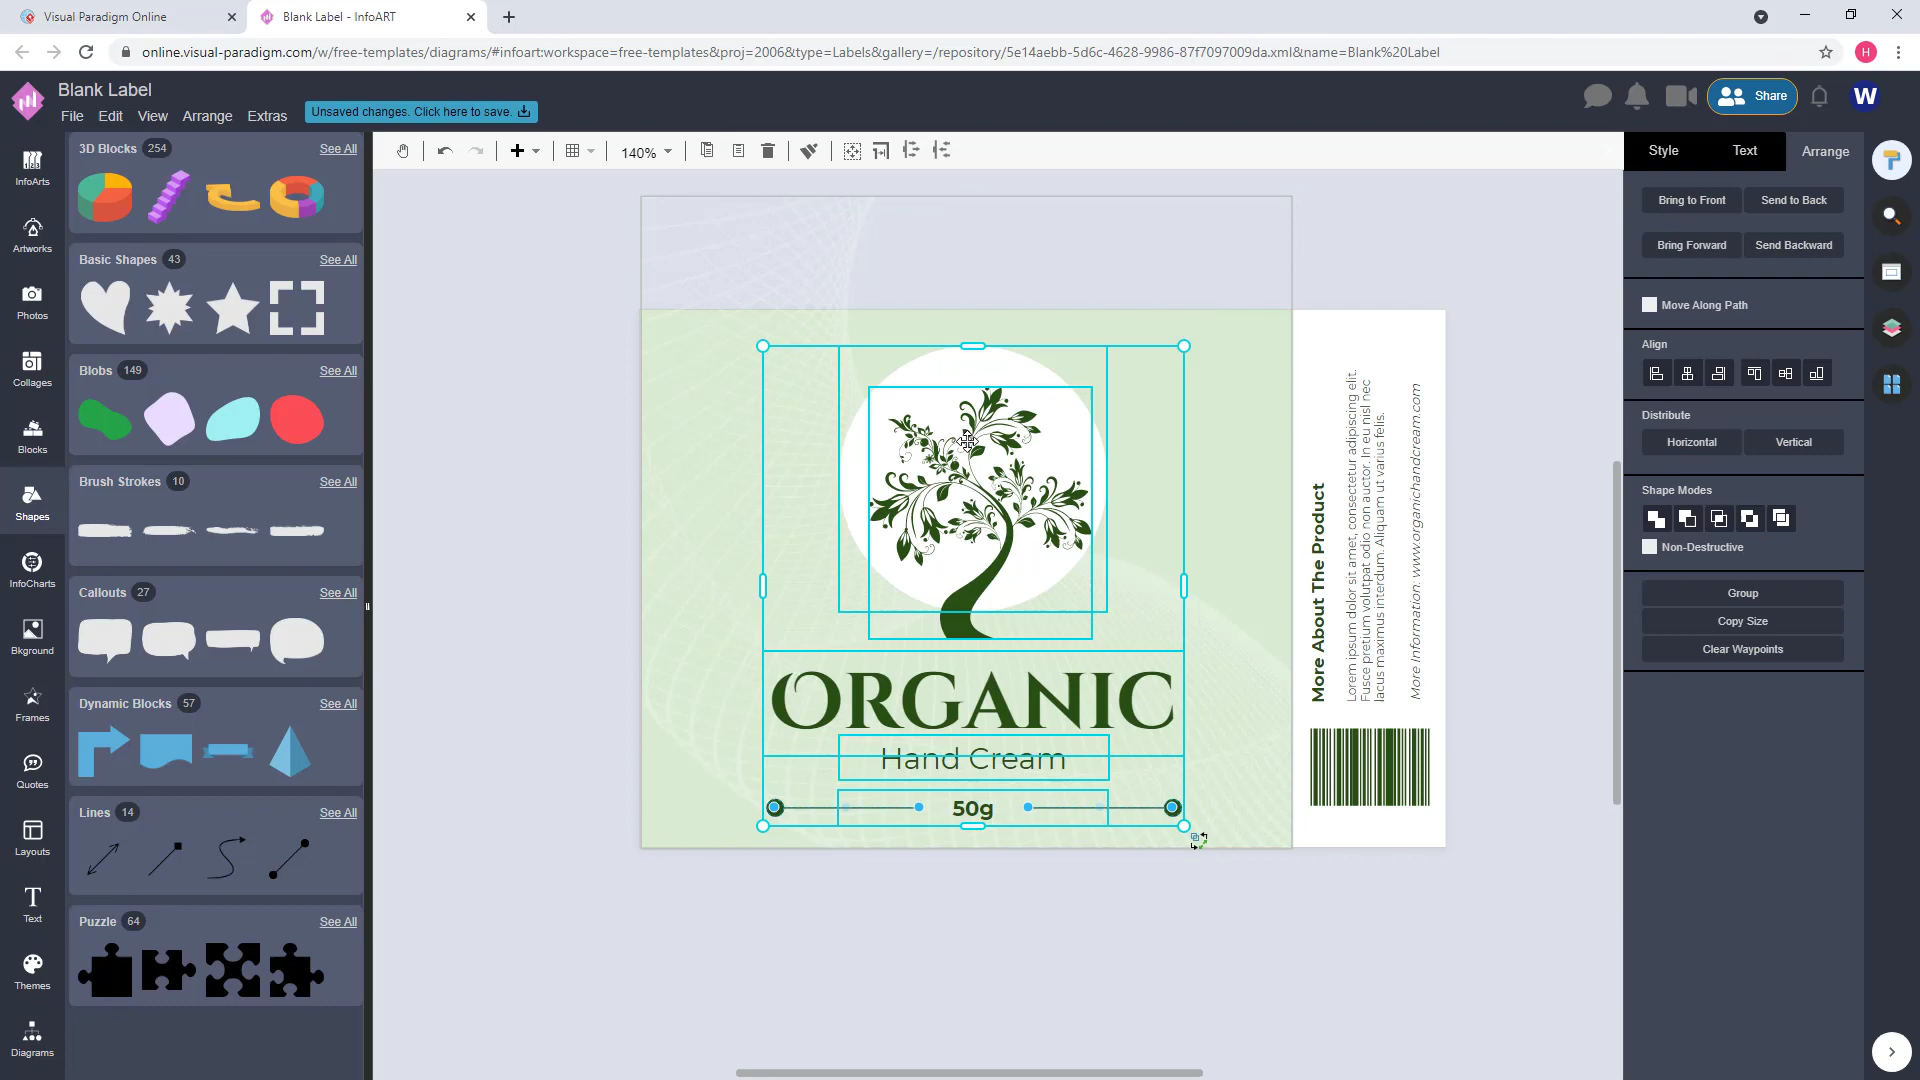 Visual Paradigm Online
Blank Label - InfoART
online.visual-paradigm.com/w/free-templates/diagrams/#infoart:workspace=free-templates&proj=2006&type=Labels&gallery=/repository/5e14aebb-5d6c-4628-9986-87f7097009da.xml&name=Blank%20Label
H
Blank Label
File Edit View Arrange Extras
Unsaved changes. Click here to save.
Share
W
InfoArts
Artworks
Photos
Collages
Blocks
Shapes
InfoCharts
Bkground
Frames
Quotes
Layouts
Text
Themes
Diagrams
3D Blocks 254 See All
Basic Shapes 43 See All
Blobs 149 See All
Brush Strokes 10 See All
Callouts 27 See All
Dynamic Blocks 57 See All
Lines 14 See All
Puzzle 64 See All
140%
ORGANIC
Hand Cream
50g
More About The Product
Lorem ipsum dolor sit amet, consectetur adipiscing elit.
Fusce pretium volutpat odio non auctor. In eu nisl nec
lacus maximus interdum. Aliquam ut varius felis.
More Information: www.organichandcream.com
Style Text Arrange
Bring to Front Send to Back
Bring Forward Send Backward
Move Along Path
Align
Distribute
Horizontal Vertical
Shape Modes
Non-Destructive
Group
Copy Size
Clear Waypoints